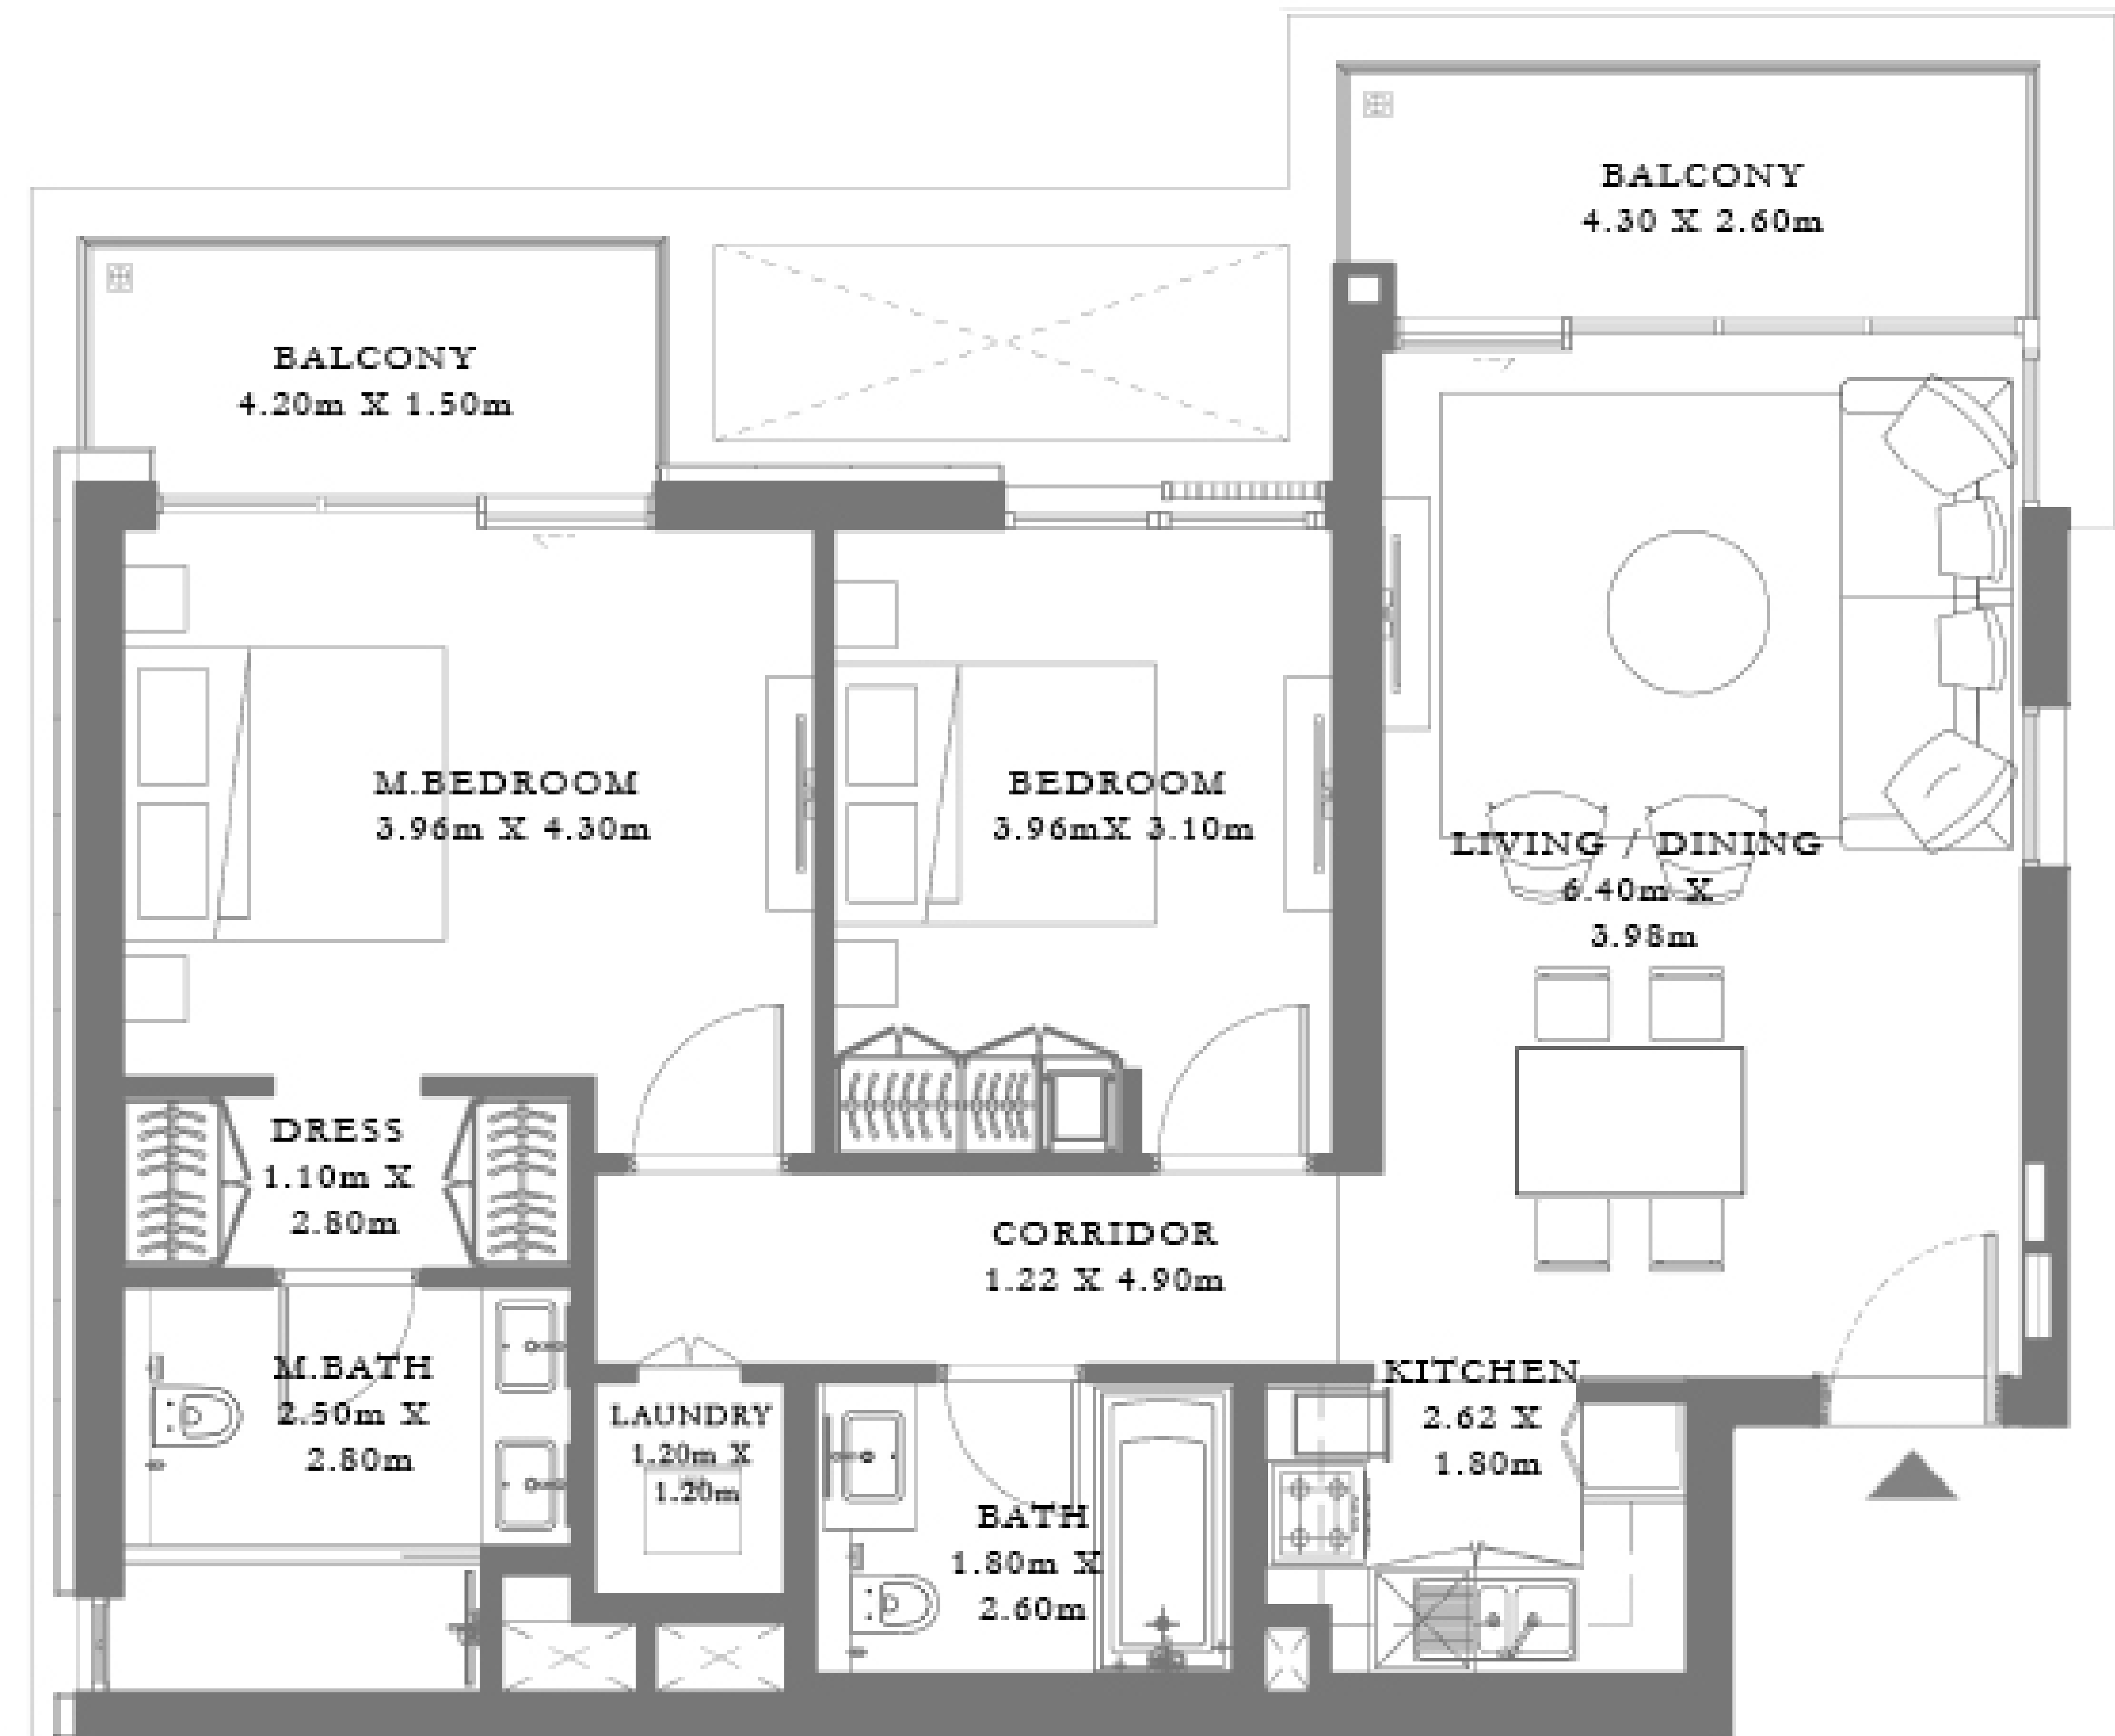 BALCONY
4.30 X 2.60m
BALCONY
4.20m X 1.50m
M.BEDROOM
3.96m X 4.30m
BEDROOM
3.96mX 3.10m
LIVING / DINING
6.40m X
3.98m
DRESS
1.10m X
2.80m
CORRIDOR
1.22 X 4.90m
M.BATH
2.50m X
2.80m
LAUNDRY
1.20m X
1.20m
BATH
1.80m X
2.60m
KITCHEN
2.62 X
1.80m